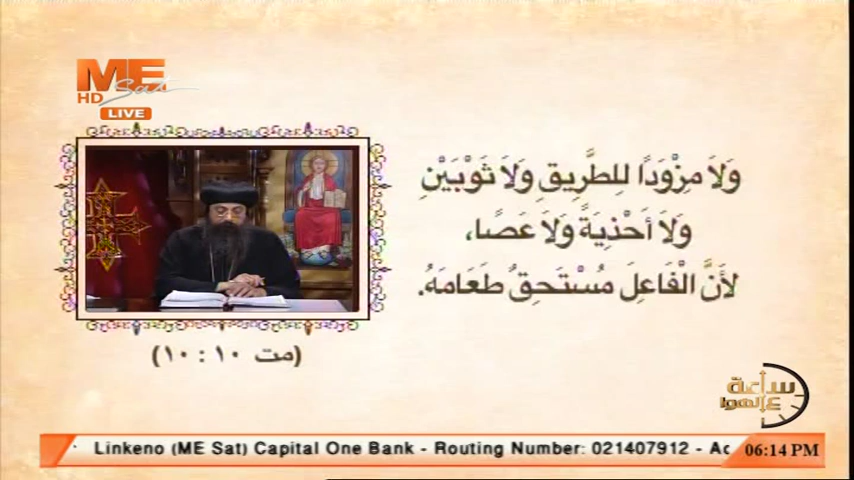 ME
Sat
HD
LIVE
وَلاَ مِزْوَدًا لِلطَّرِيقِ وَلاَ ثَوْبَيْنِ
وَلاَ أَحْذِيَةً وَلاَ عَصًا،
لأَنَّ الْفَاعِلَ مُسْتَحِقٌ طَعَامَهُ.
(مت ١٠ : ١٠)
ساعة
ع الهوا
Linkeno (ME Sat) Capital One Bank - Routing Number: 021407912 - Ac
06:14 PM